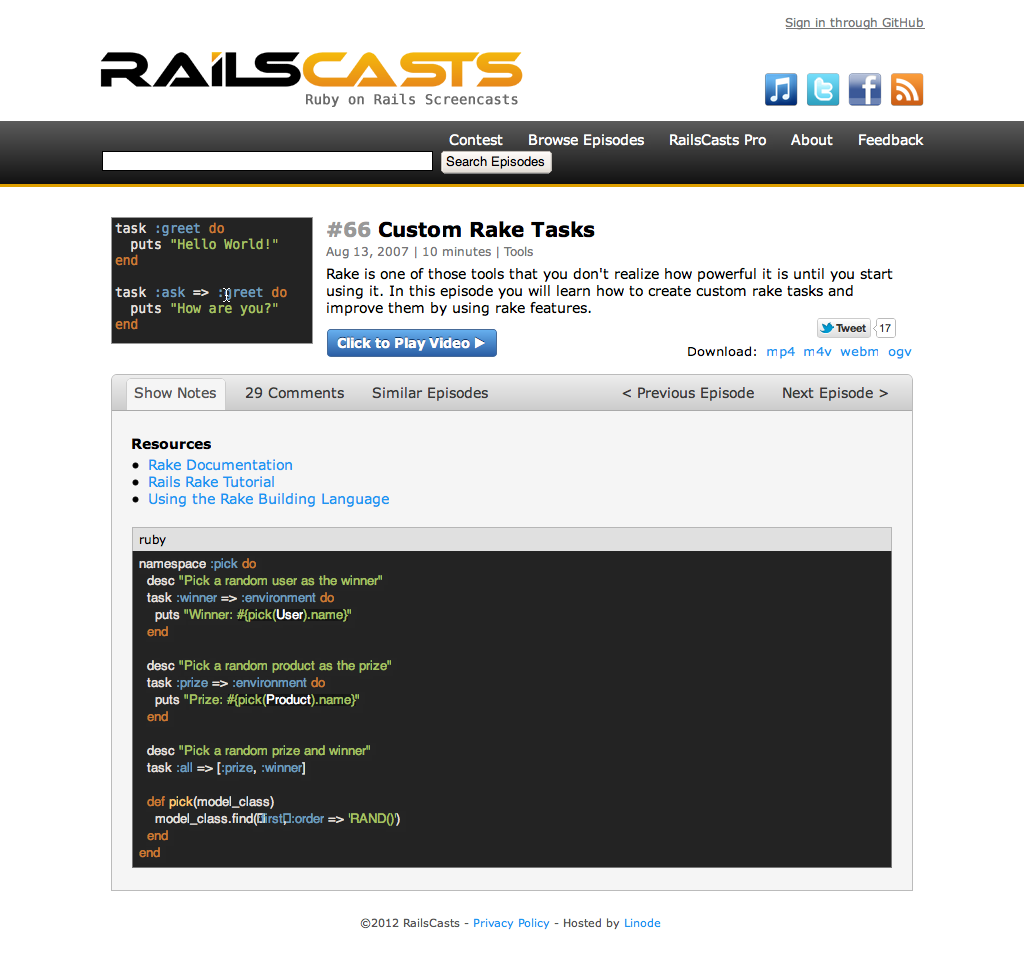 Sign in through GitHub
RAILSCASTS
Ruby on Rails Screencasts
Contest Browse Episodes RailsCasts Pro About Feedback
Search Episodes
task :greet do
puts "Hello World!"
end
task :ask => :greet do
puts "How are you?"
end
#66 Custom Rake Tasks
Aug 13, 2007 | 10 minutes | Tools
Rake is one of those tools that you don't realize how powerful it is until you start
using it. In this episode you will learn how to create custom rake tasks and
improve them by using rake features.
Tweet 17
Click to Play Video ▶
Download: mp4 m4v webm ogv
Show Notes 29 Comments Similar Episodes < Previous Episode Next Episode >
Resources
• Rake Documentation
• Rails Rake Tutorial
• Using the Rake Building Language
ruby
namespace :pick do
desc "Pick a random user as the winner"
task :winner => :environment do
puts "Winner: #{pick(User).name}"
end
desc "Pick a random product as the prize"
task :prize => :environment do
puts "Prize: #{pick(Product).name}"
end
desc "Pick a random prize and winner"
task :all => [:prize, :winner]
def pick(model_class)
model_class.find(:first, :order => 'RAND()')
end
end
©2012 RailsCasts - Privacy Policy - Hosted by Linode